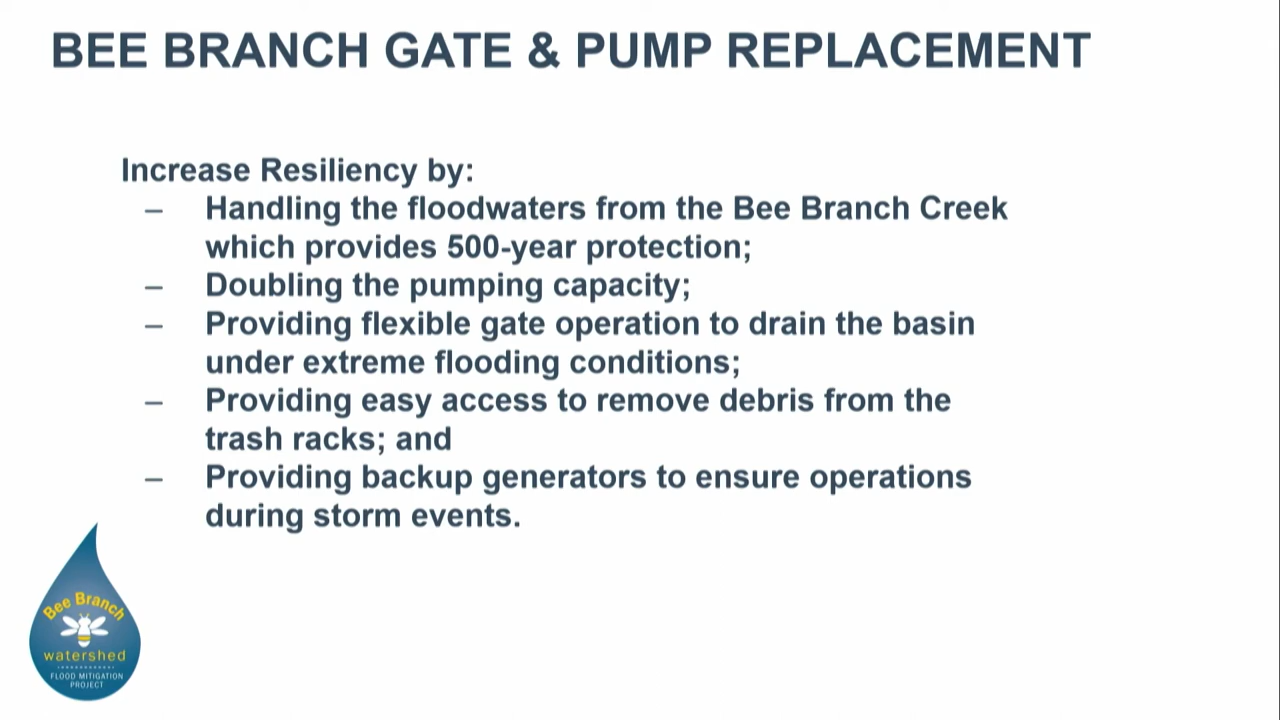 BEE BRANCH GATE & PUMP REPLACEMENT
Increase Resiliency by:
– Handling the floodwaters from the Bee Branch Creek
which provides 500-year protection;
– Doubling the pumping capacity;
– Providing flexible gate operation to drain the basin
under extreme flooding conditions;
– Providing easy access to remove debris from the
trash racks; and
– Providing backup generators to ensure operations
during storm events.
Bee Branch
watershed
FLOOD MITIGATION
PROJECT